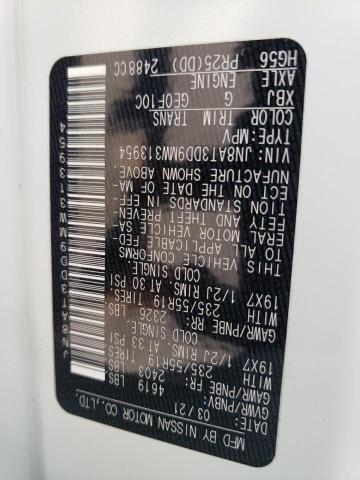 MFD BY NISSAN MOTOR CO.,LTD.
DATE: 03/21
GVWR/PNBV: 4619 LBS
GAWR/PNBE FR: 2403 LBS
WITH 235/55R19 TIRES
19X7 1/2J RIMS. AT 33 PSI
COLD SINGLE.
GAWR/PNBE RR: 2326 LBS
WITH 235/55R19 TIRES
19X7 1/2J RIMS. AT 30 PSI
COLD SINGLE.
THIS VEHICLE CONFORMS
TO ALL APPLICABLE FED-
ERAL MOTOR VEHICLE SA-
FETY AND THEFT PREVEN-
TION STANDARDS IN EFF-
ECT ON THE DATE OF MA-
NUFACTURE SHOWN ABOVE.
VIN: JN8AT3DD9MW313954
TYPE:MPV
COLOR TRIM TRANS
XBJ G GE0F10C
AXLE ENGINE
HG56 PR25(DD) 2488CC
JN8AT3DD9MW313954